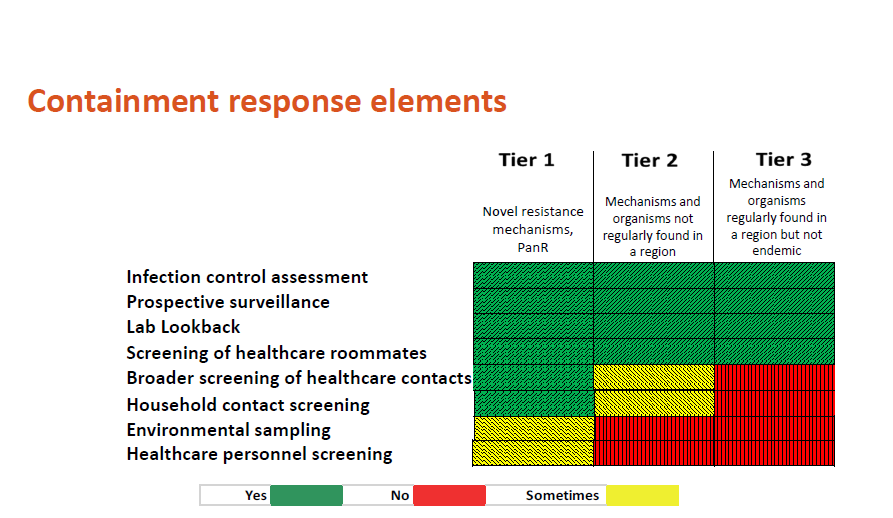 Containment response elements
Tier 1
Tier 2
Tier 3
Novel resistance
mechanisms,
PanR
Mechanisms and
organisms not
regularly found in
a region
Mechanisms and
organisms
regularly found in
a region but not
endemic
Infection control assessment
Prospective surveillance
Lab Lookback
Screening of healthcare roommates
Broader screening of healthcare contacts
Household contact screening
Environmental sampling
Healthcare personnel screening
Yes
No
Sometimes